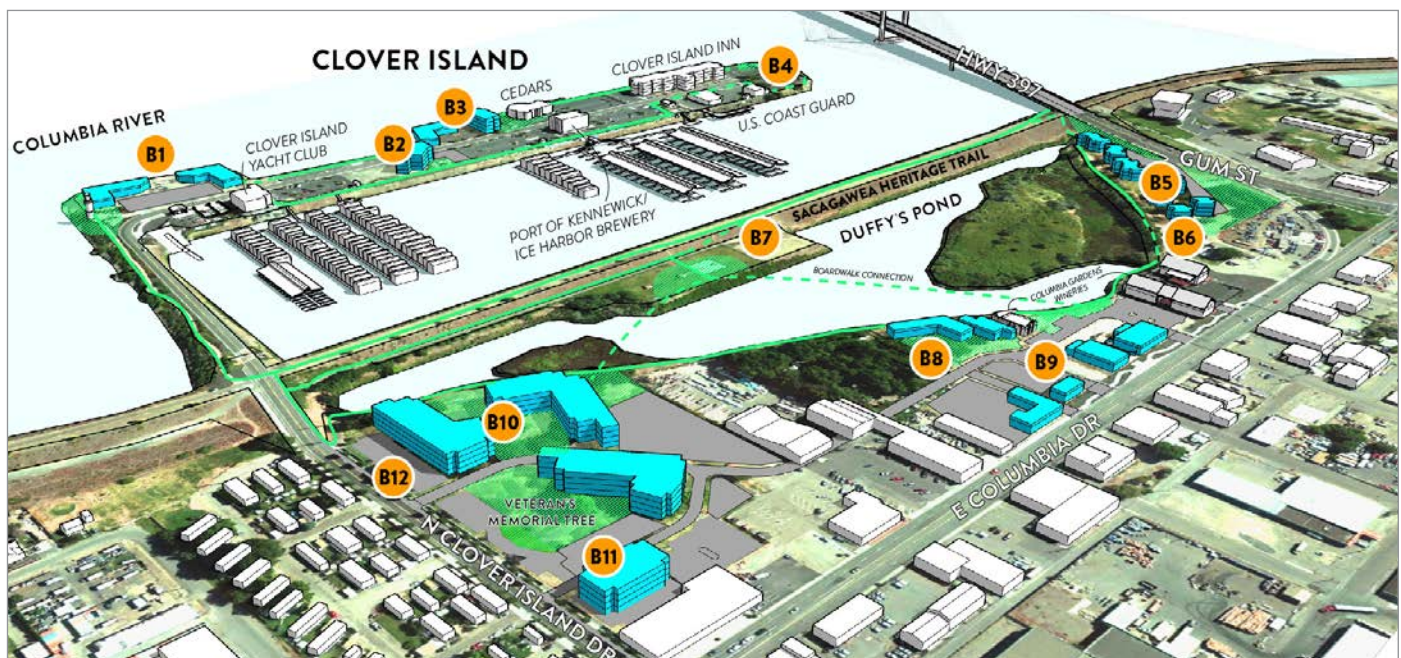 CLOVER ISLAND
CLOVER ISLAND INN
B4
HWY 397
CEDARS
B3
COLUMBIA RIVER
B1
CLOVER ISLAND
YACHT CLUB
B2
U.S. COAST GUARD
GUM ST
B5
PORT OF KENNEWICK/
ICE HARBOR BREWERY
SACAGAWEA HERITAGE TRAIL
DUFFY'S POND
B7
B6
BOARDWALK CONNECTION
COLUMBIA GARDENS
WINERIES
B8
B9
B10
B12
E COLUMBIA DR
VETERAN'S
MEMORIAL TREE
N CLOVER ISLAND DR
B11